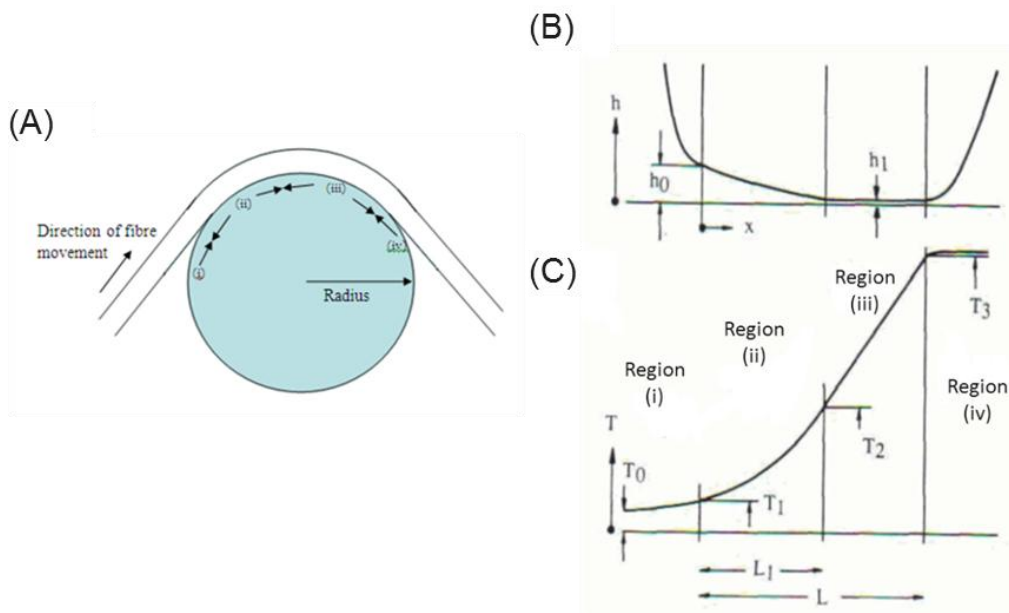 (A)
Direction of fibre
movement
(i)
(ii)
(iii)
(iv)
Radius
(B)
h
h0
h1
x
(C)
Region
(i)
Region
(ii)
Region
(iii)
Region
(iv)
T
T0
T1
T2
T3
L1
L